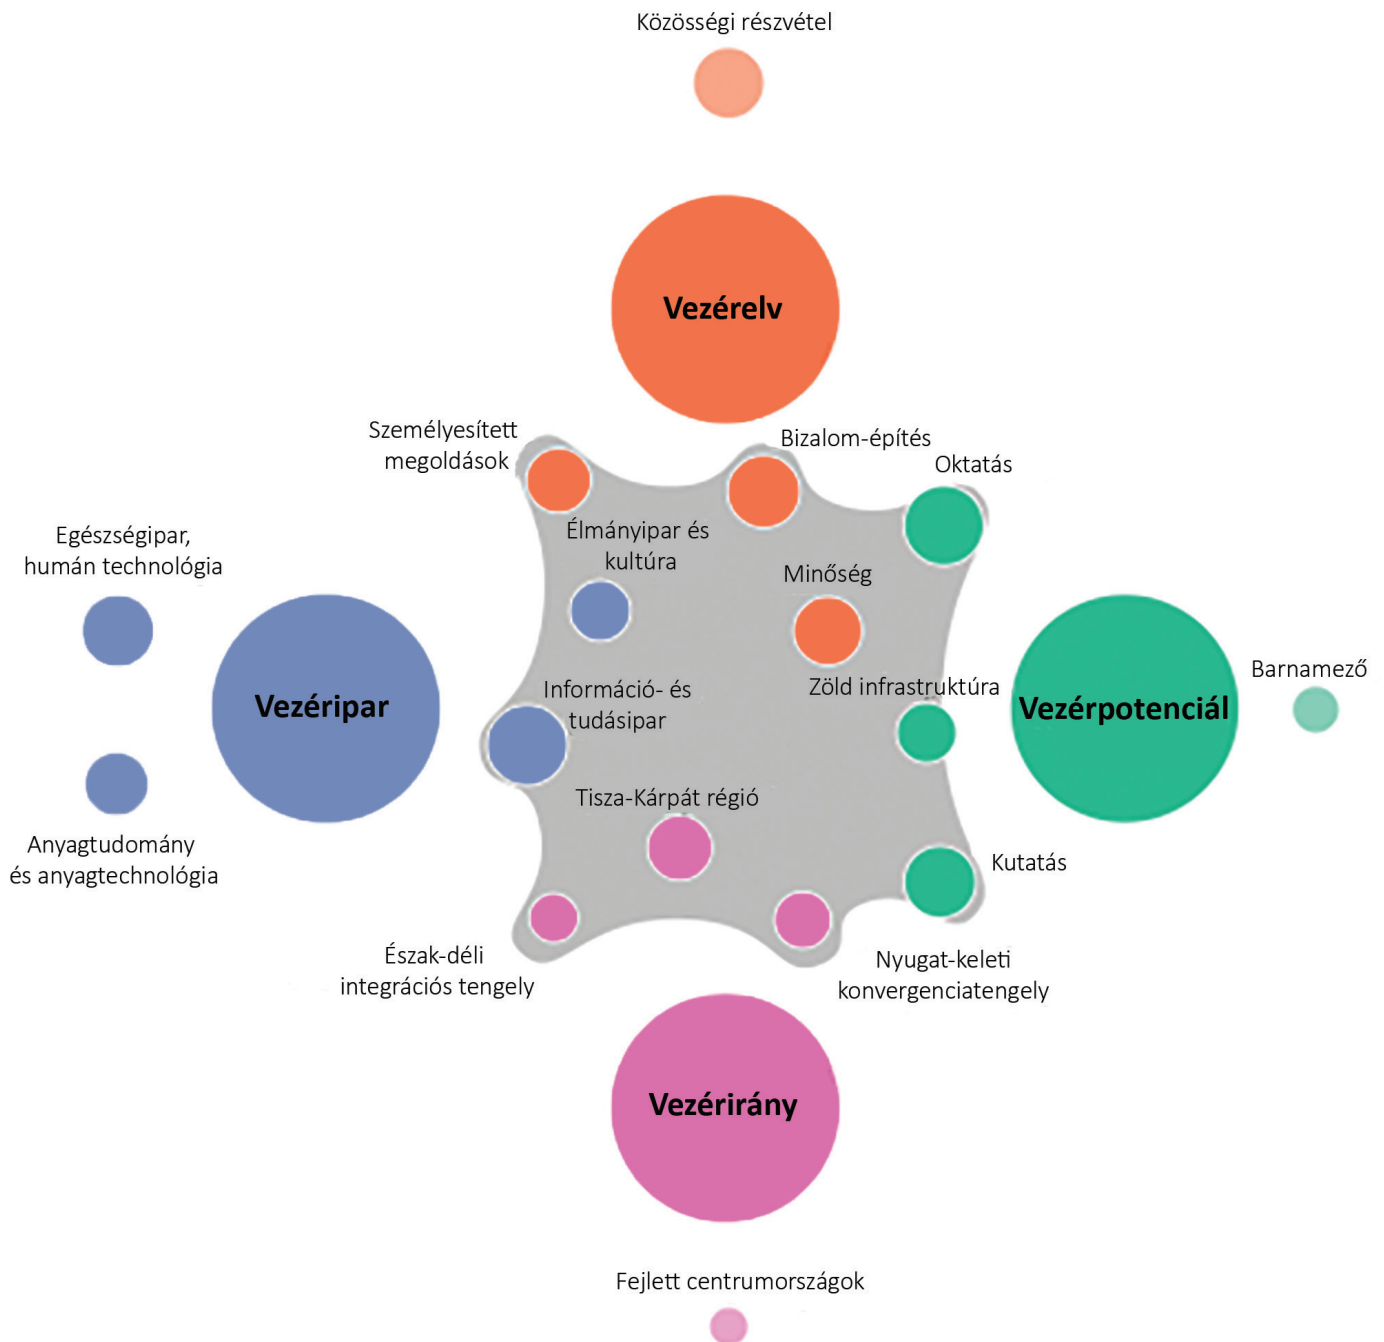 Közösségi részvétel
Vezérelv
Személyesített
megoldások
Bizalom-építés
Oktatás
Élményipar és
kultúra
Minőség
Egészségipar,
humán technológia
Vezéripar
Információ- és
tudásipar
Zöld infrastruktúra
Vezérpotenciál
Barnamező
Tisza-Kárpát régió
Anyagtudomány
és anyagtechnológia
Kutatás
Észak-déli
integrációs tengely
Nyugat-keleti
konvergenciatengely
Vezérirány
Fejlett centrumországok